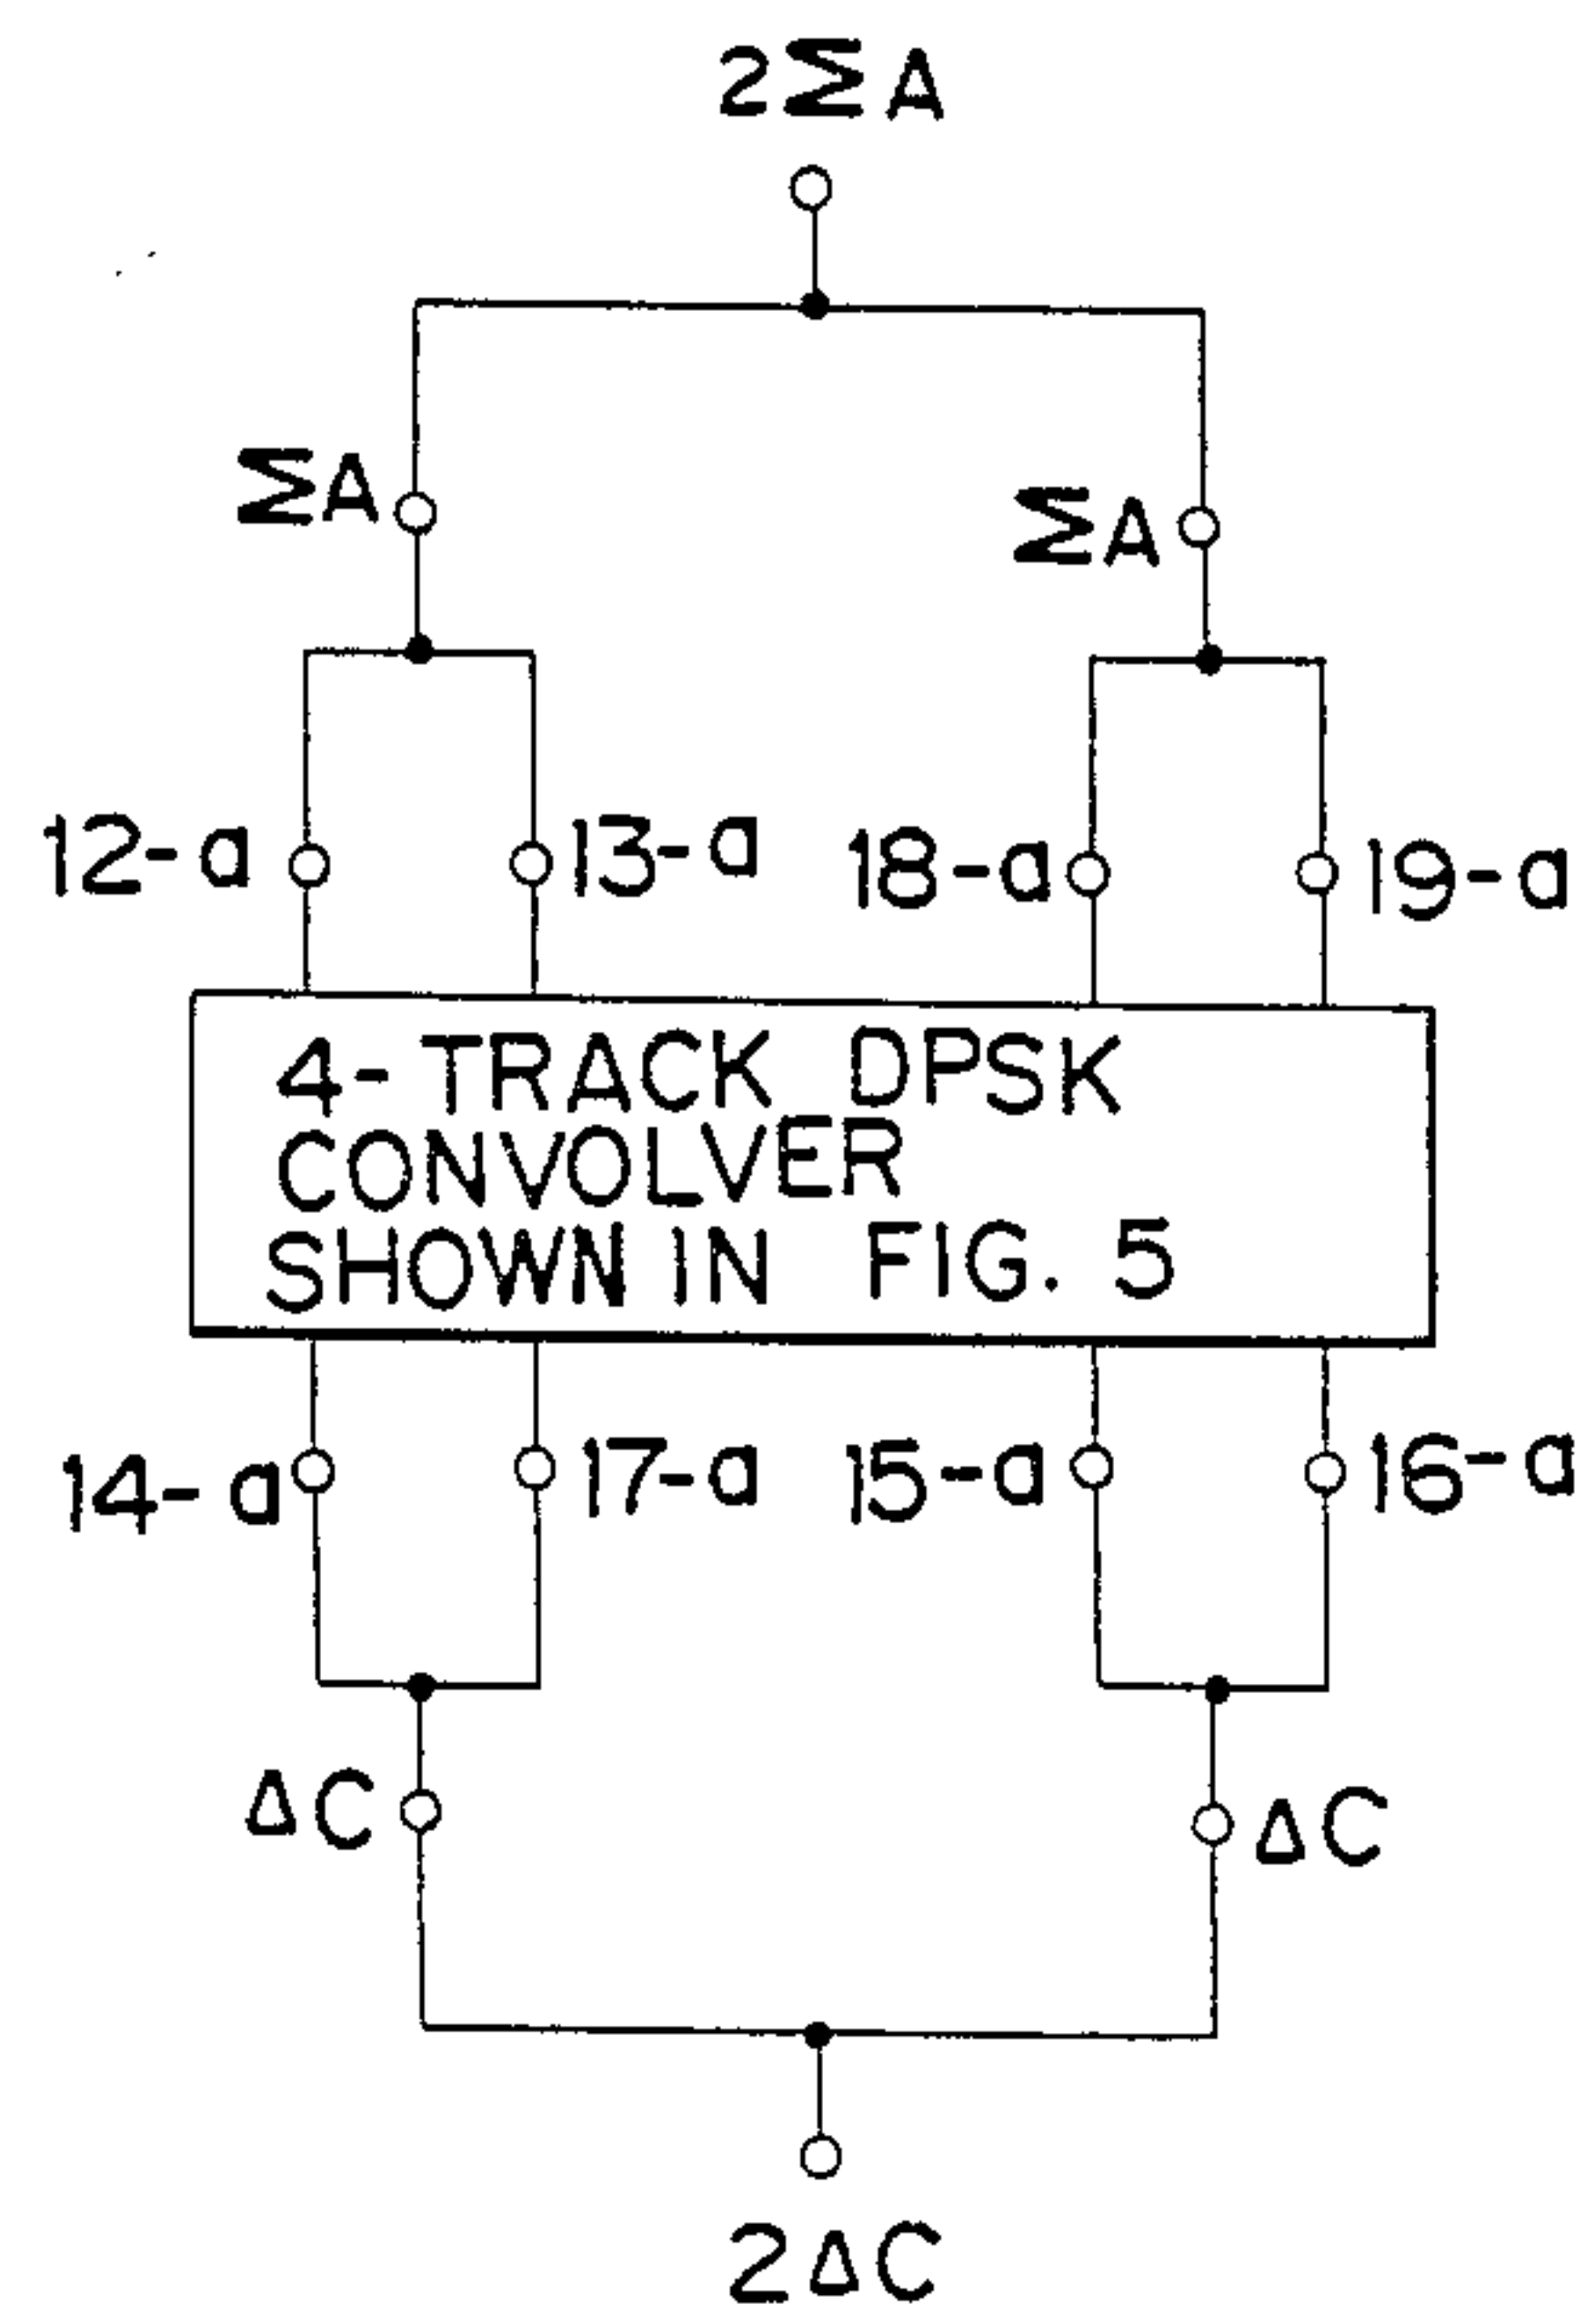 2ΣA
ΣA
ΣA
12-a
13-a
18-a
19-a
4-TRACK DPSK
CONVOLVER
SHOWN IN FIG. 5
14-a
17-a
15-a
16-a
ΔC
ΔC
2ΔC